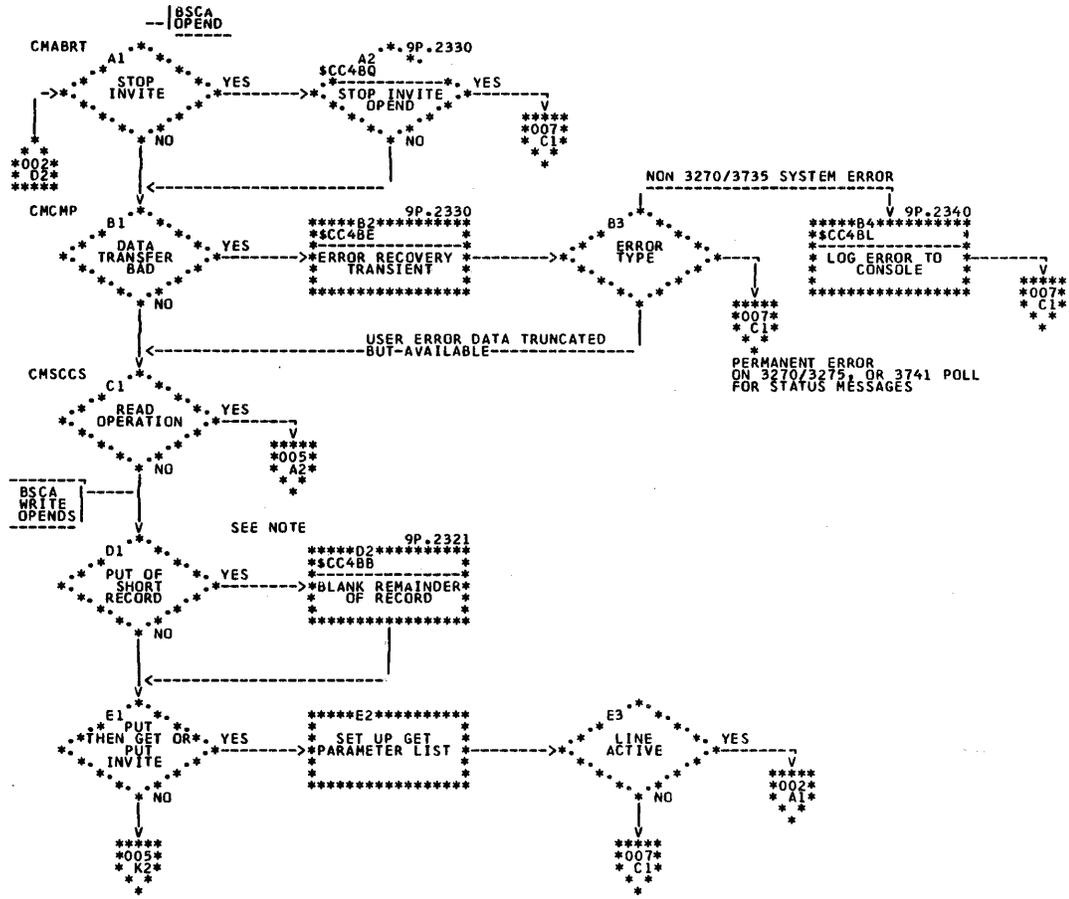 BSCA
OPEND
CMABRT
A1
STOP
INVITE
YES
NO
9P.2330
A2
$CC4BQ
STOP INVITE
OPEND
YES
NO
007
C1
002
D2
CMCMP
B1
DATA
TRANSFER
BAD
YES
NO
9P.2330
B2
$CC4BE
ERROR RECOVERY
TRANSIENT
NON 3270/3735 SYSTEM ERROR
B3
ERROR
TYPE
9P.2340
B4
$CC4BL
LOG ERROR TO
CONSOLE
007
C1
007
C1
USER ERROR DATA TRUNCATED
BUT-AVAILABLE
PERMANENT ERROR
ON 3270/3275, OR 3741 POLL
FOR STATUS MESSAGES
CMSCCS
C1
READ
OPERATION
YES
NO
005
A2
BSCA
WRITE
OPENDS
SEE NOTE
D1
PUT OF
SHORT
RECORD
YES
NO
9P.2321
D2
$CC4BB
BLANK REMAINDER
OF RECORD
E1
PUT
THEN GET OR
PUT
INVITE
YES
NO
E2
SET UP GET
PARAMETER LIST
E3
LINE
ACTIVE
YES
NO
002
A1
005
K2
007
C1